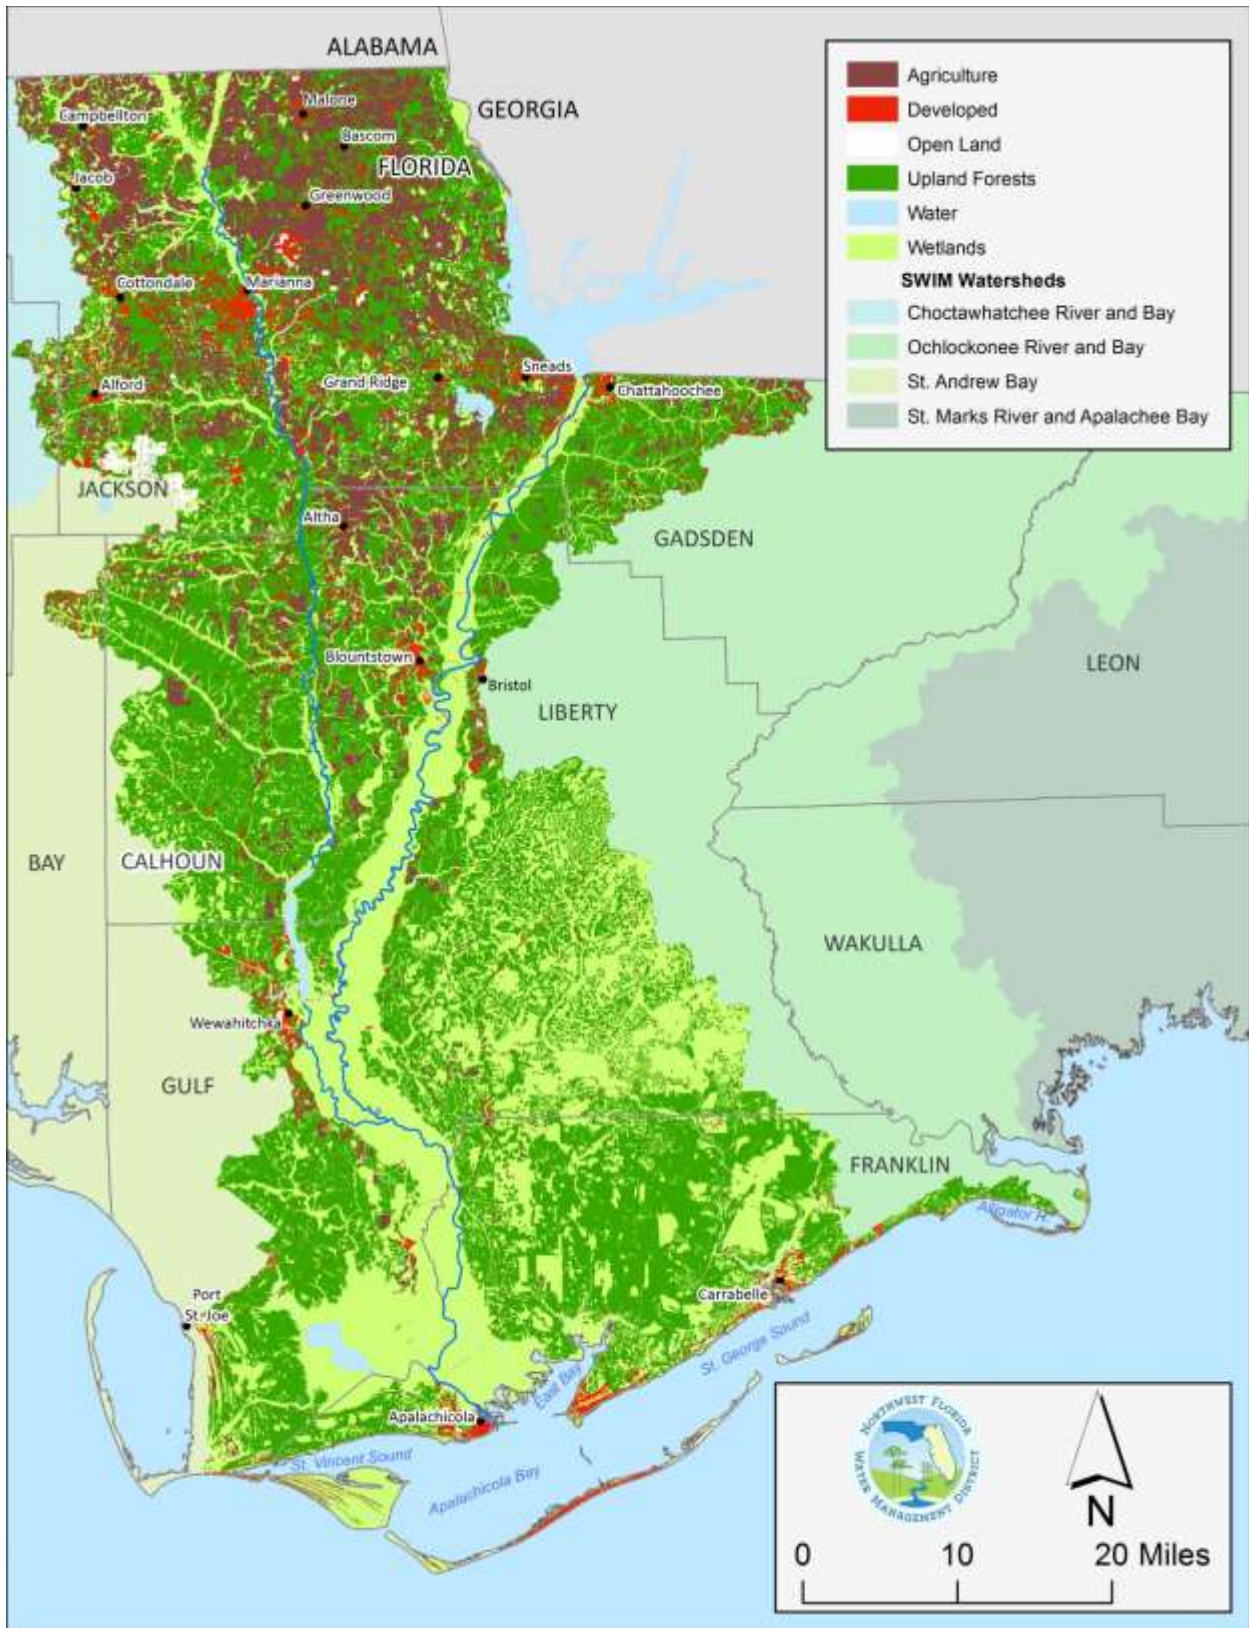 ALABAMA
GEORGIA
FLORIDA
Campbellton
Malone
Bascom
Jacob
Greenwood
Cottondale
Marianna
Alford
Grand Ridge
Sneads
Chattahoochee
JACKSON
Altha
GADSDEN
LEON
Blountstown
Bristol
LIBERTY
BAY
CALHOUN
WAKULLA
Wewahitchka
GULF
FRANKLIN
Alligator H.
Port
St. Joe
Carrabelle
St. George Sound
East Bay
Apalachicola
St. Vincent Sound
Apalachicola Bay
Agriculture
Developed
Open Land
Upland Forests
Water
Wetlands
SWIM Watersheds
Choctawhatchee River and Bay
Ochlockonee River and Bay
St. Andrew Bay
St. Marks River and Apalachee Bay
NORTHWEST FLORIDA
WATER MANAGEMENT DISTRICT
N
0 10 20 Miles